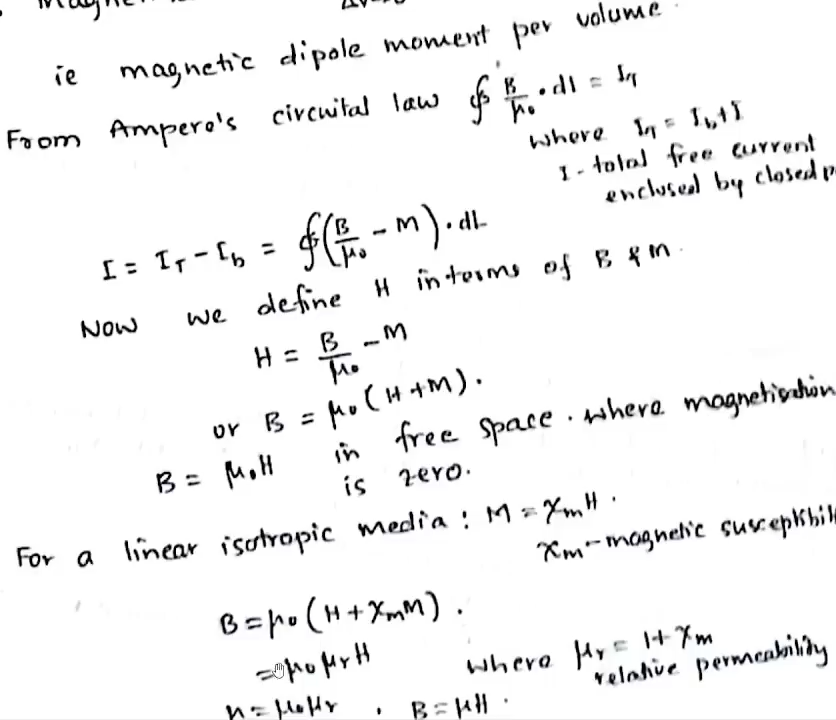 ie magnetic dipole moment per volume.
From Ampere's circuital law ∮ B/μ₀ . dl = I_T
where I_T = I_b + I
I - total free current
enclosed by closed
I = I_T - I_b = ∮(B/μ₀ - M) . dL
Now we define H interms of B & M.
H = B/μ₀ - M
or B = μ₀(H+M).
B = μ₀H in free space. where magnetisation
is zero.
For a linear isotropic media : M = χ_m H.
χ_m - magnetic susceptibil
B = μ₀(H + χ_m M).
= μ₀ μ_r H where μ_r = 1 + χ_m
relative permeability
μ = μ₀ μ_r , B = μH.